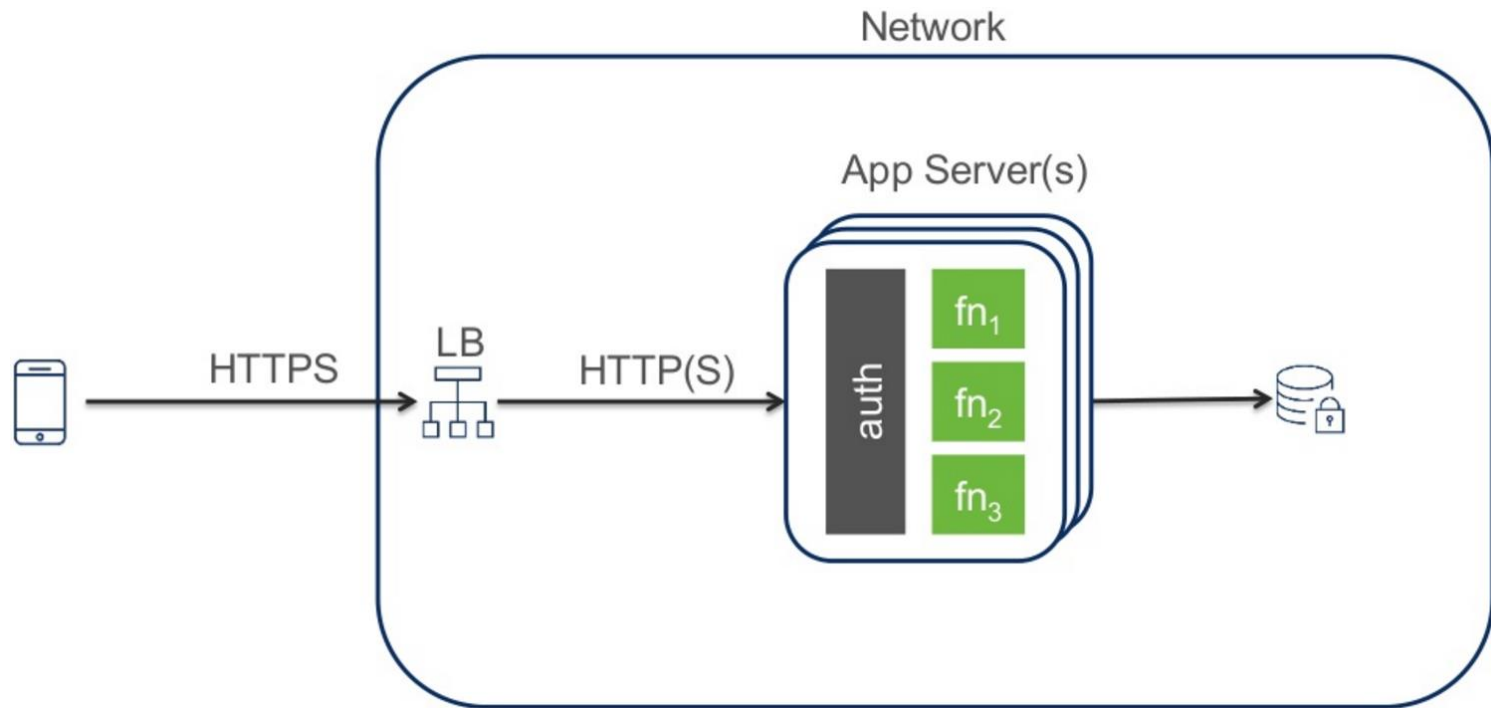 Network
App Server(s)
LB
HTTPS
HTTP(S)
auth
fn₁
fn₂
fn₃